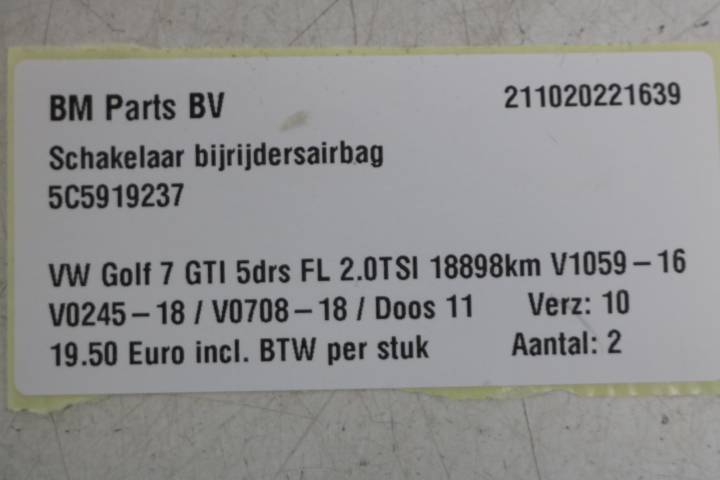 BM Parts BV 211020221639
Schakelaar bijrijdersairbag
5C5919237
VW Golf 7 GTI 5drs FL 2.0TSI 18898km V1059-16
V0245-18 / V0708-18 / Doos 11 Verz: 10
19.50 Euro incl. BTW per stuk Aantal: 2